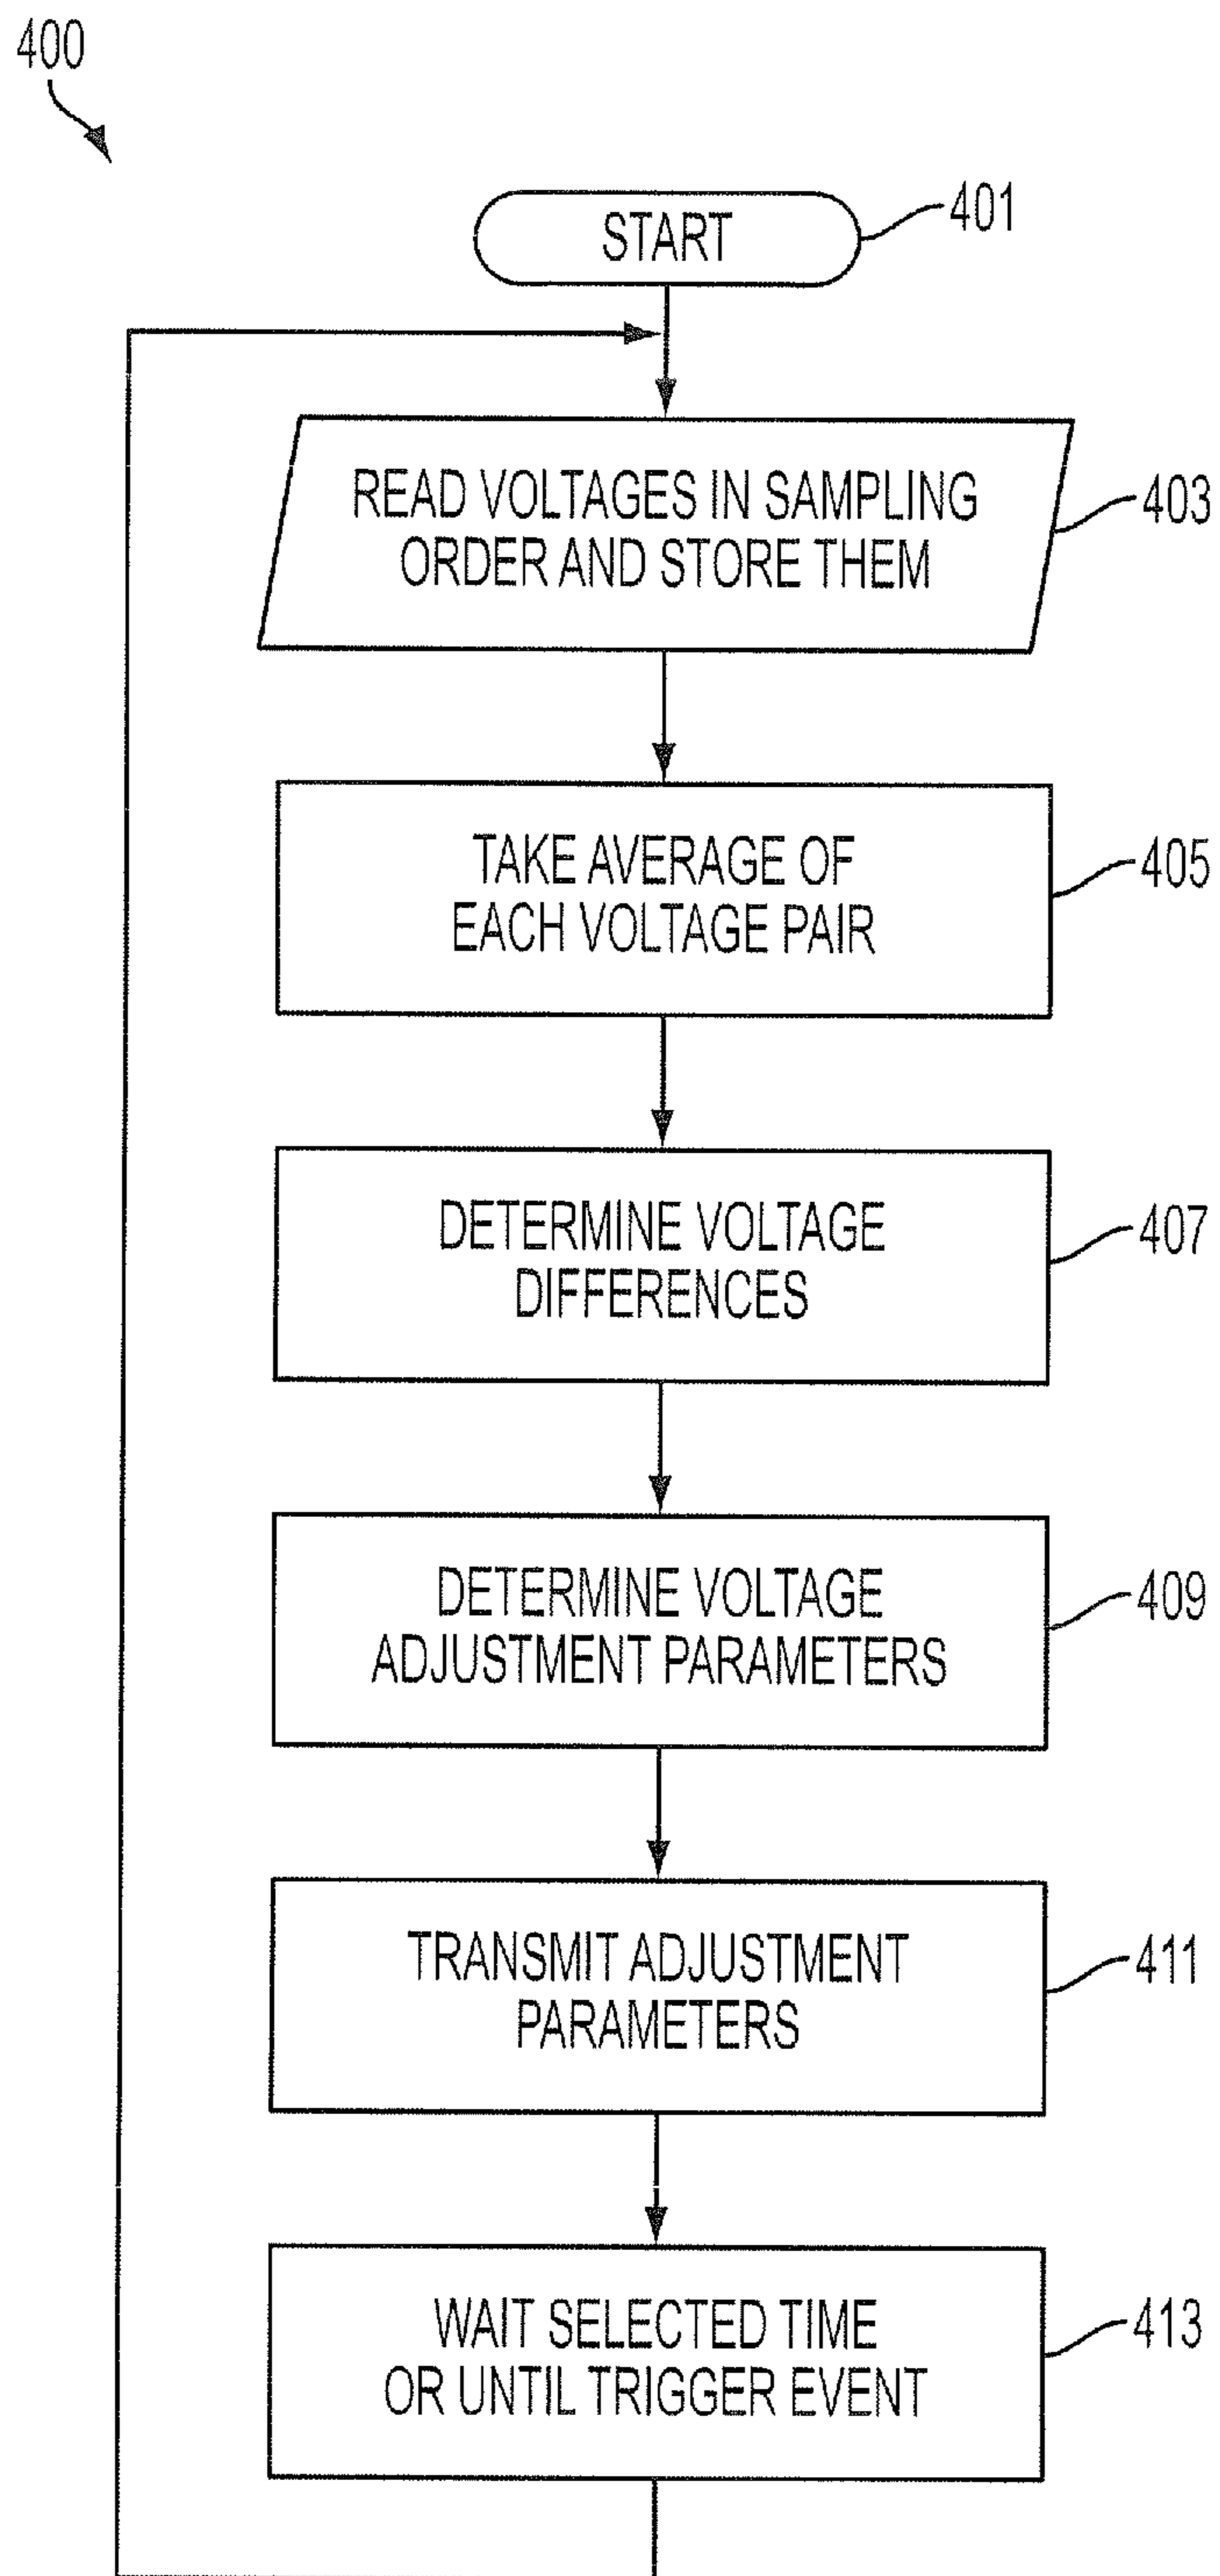 400
START
401
READ VOLTAGES IN SAMPLING
ORDER AND STORE THEM
403
TAKE AVERAGE OF
EACH VOLTAGE PAIR
405
DETERMINE VOLTAGE
DIFFERENCES
407
DETERMINE VOLTAGE
ADJUSTMENT PARAMETERS
409
TRANSMIT ADJUSTMENT
PARAMETERS
411
WAIT SELECTED TIME
OR UNTIL TRIGGER EVENT
413